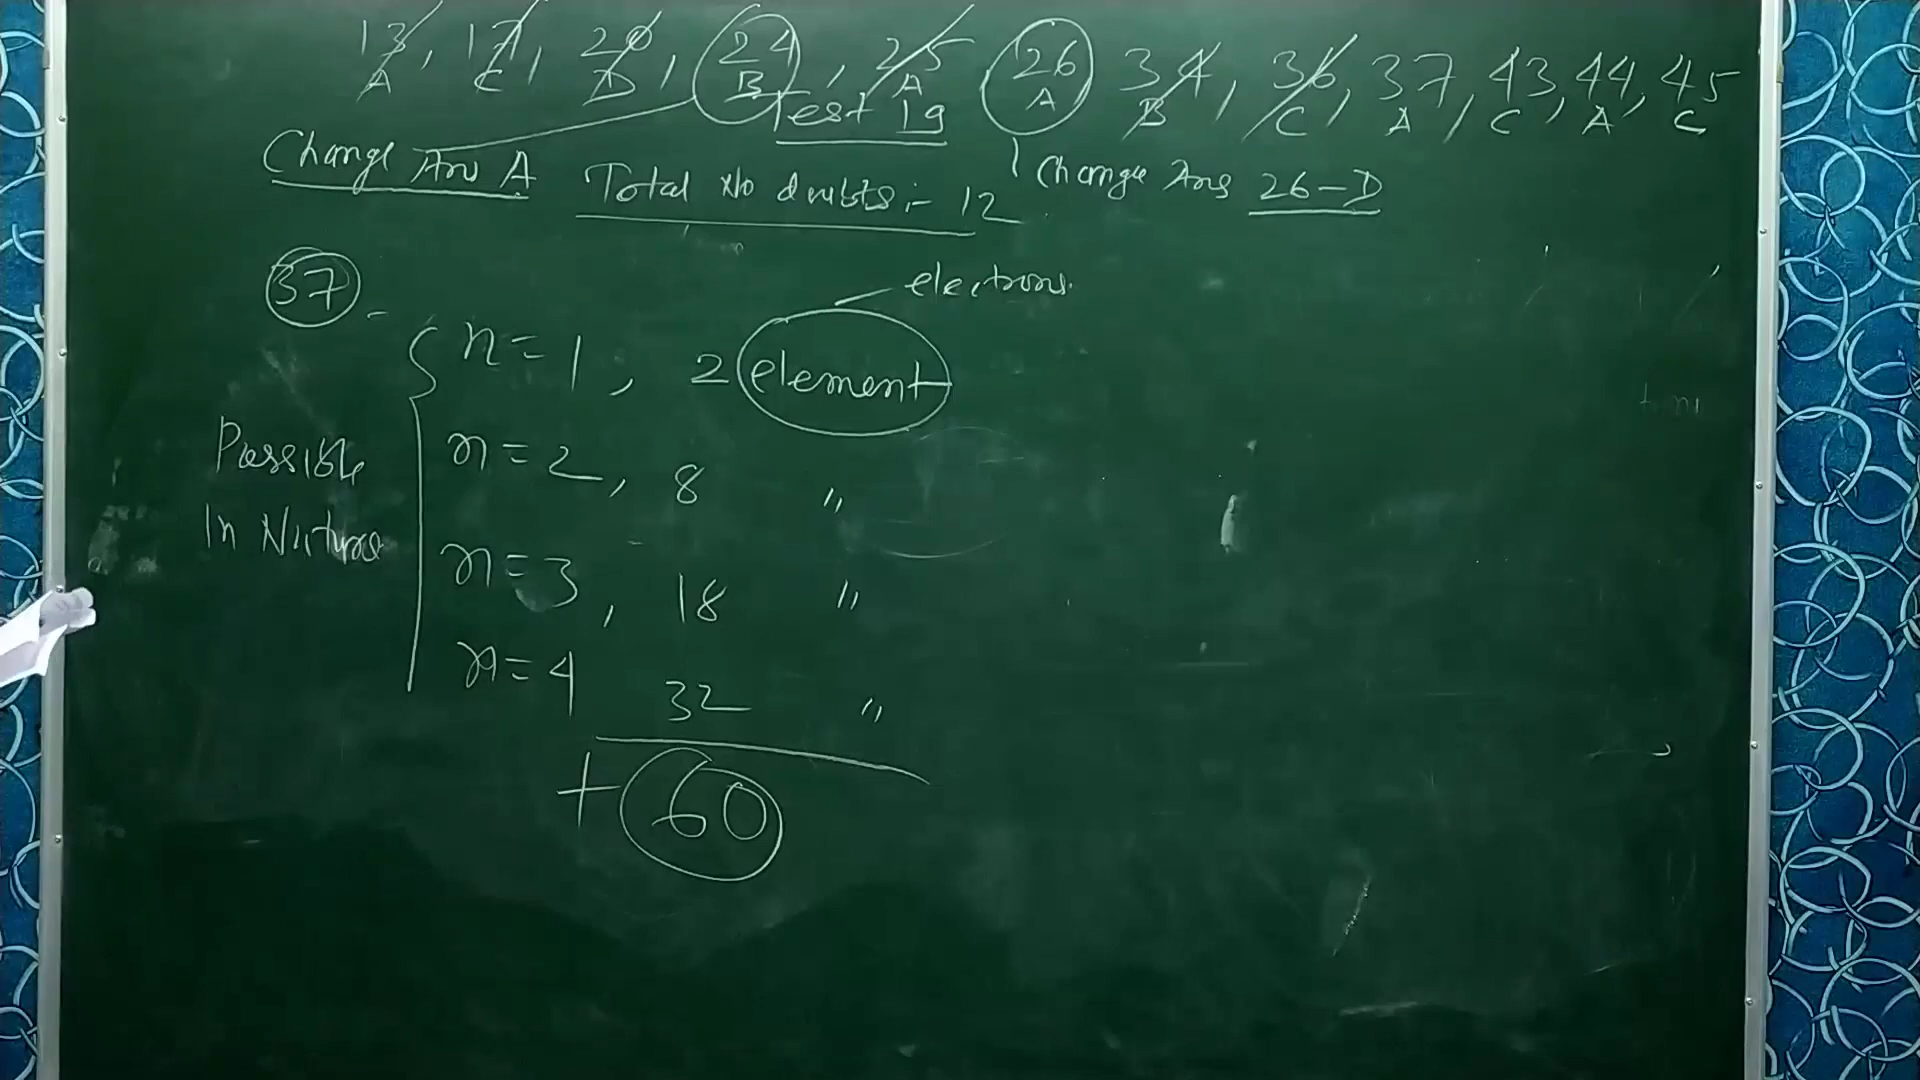 13, 17, 20, 24, 25 26 34, 36, 37, 43, 44, 45
A C D B A A B C A C A C
Test 19
Change Ans A Total No doubts:- 12 Change Ans 26-D
37 - electrons
n=1, 2 element
n=2, 8 "
Possible
In Nature
n=3, 18 "
n=4 32 "
+ 60